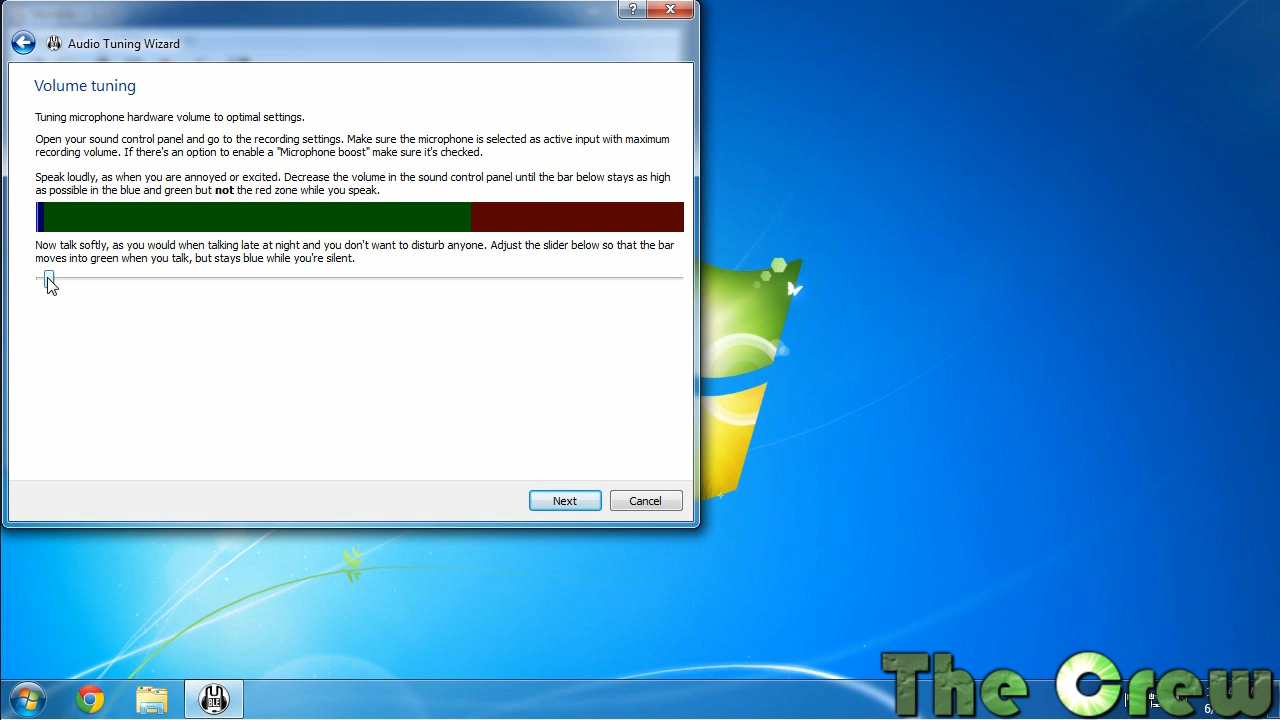 ?
Audio Tuning Wizard
Volume tuning
Tuning microphone hardware volume to optimal settings.
Open your sound control panel and go to the recording settings. Make sure the microphone is selected as active input with maximum
recording volume. If there's an option to enable a "Microphone boost" make sure it's checked.
Speak loudly, as when you are annoyed or excited. Decrease the volume in the sound control panel until the bar below stays as high
as possible in the blue and green but not the red zone while you speak.
Now talk softly, as you would when talking late at night and you don't want to disturb anyone. Adjust the slider below so that the bar
moves into green when you talk, but stays blue while you're silent.
Next Cancel
BLE
The Crew